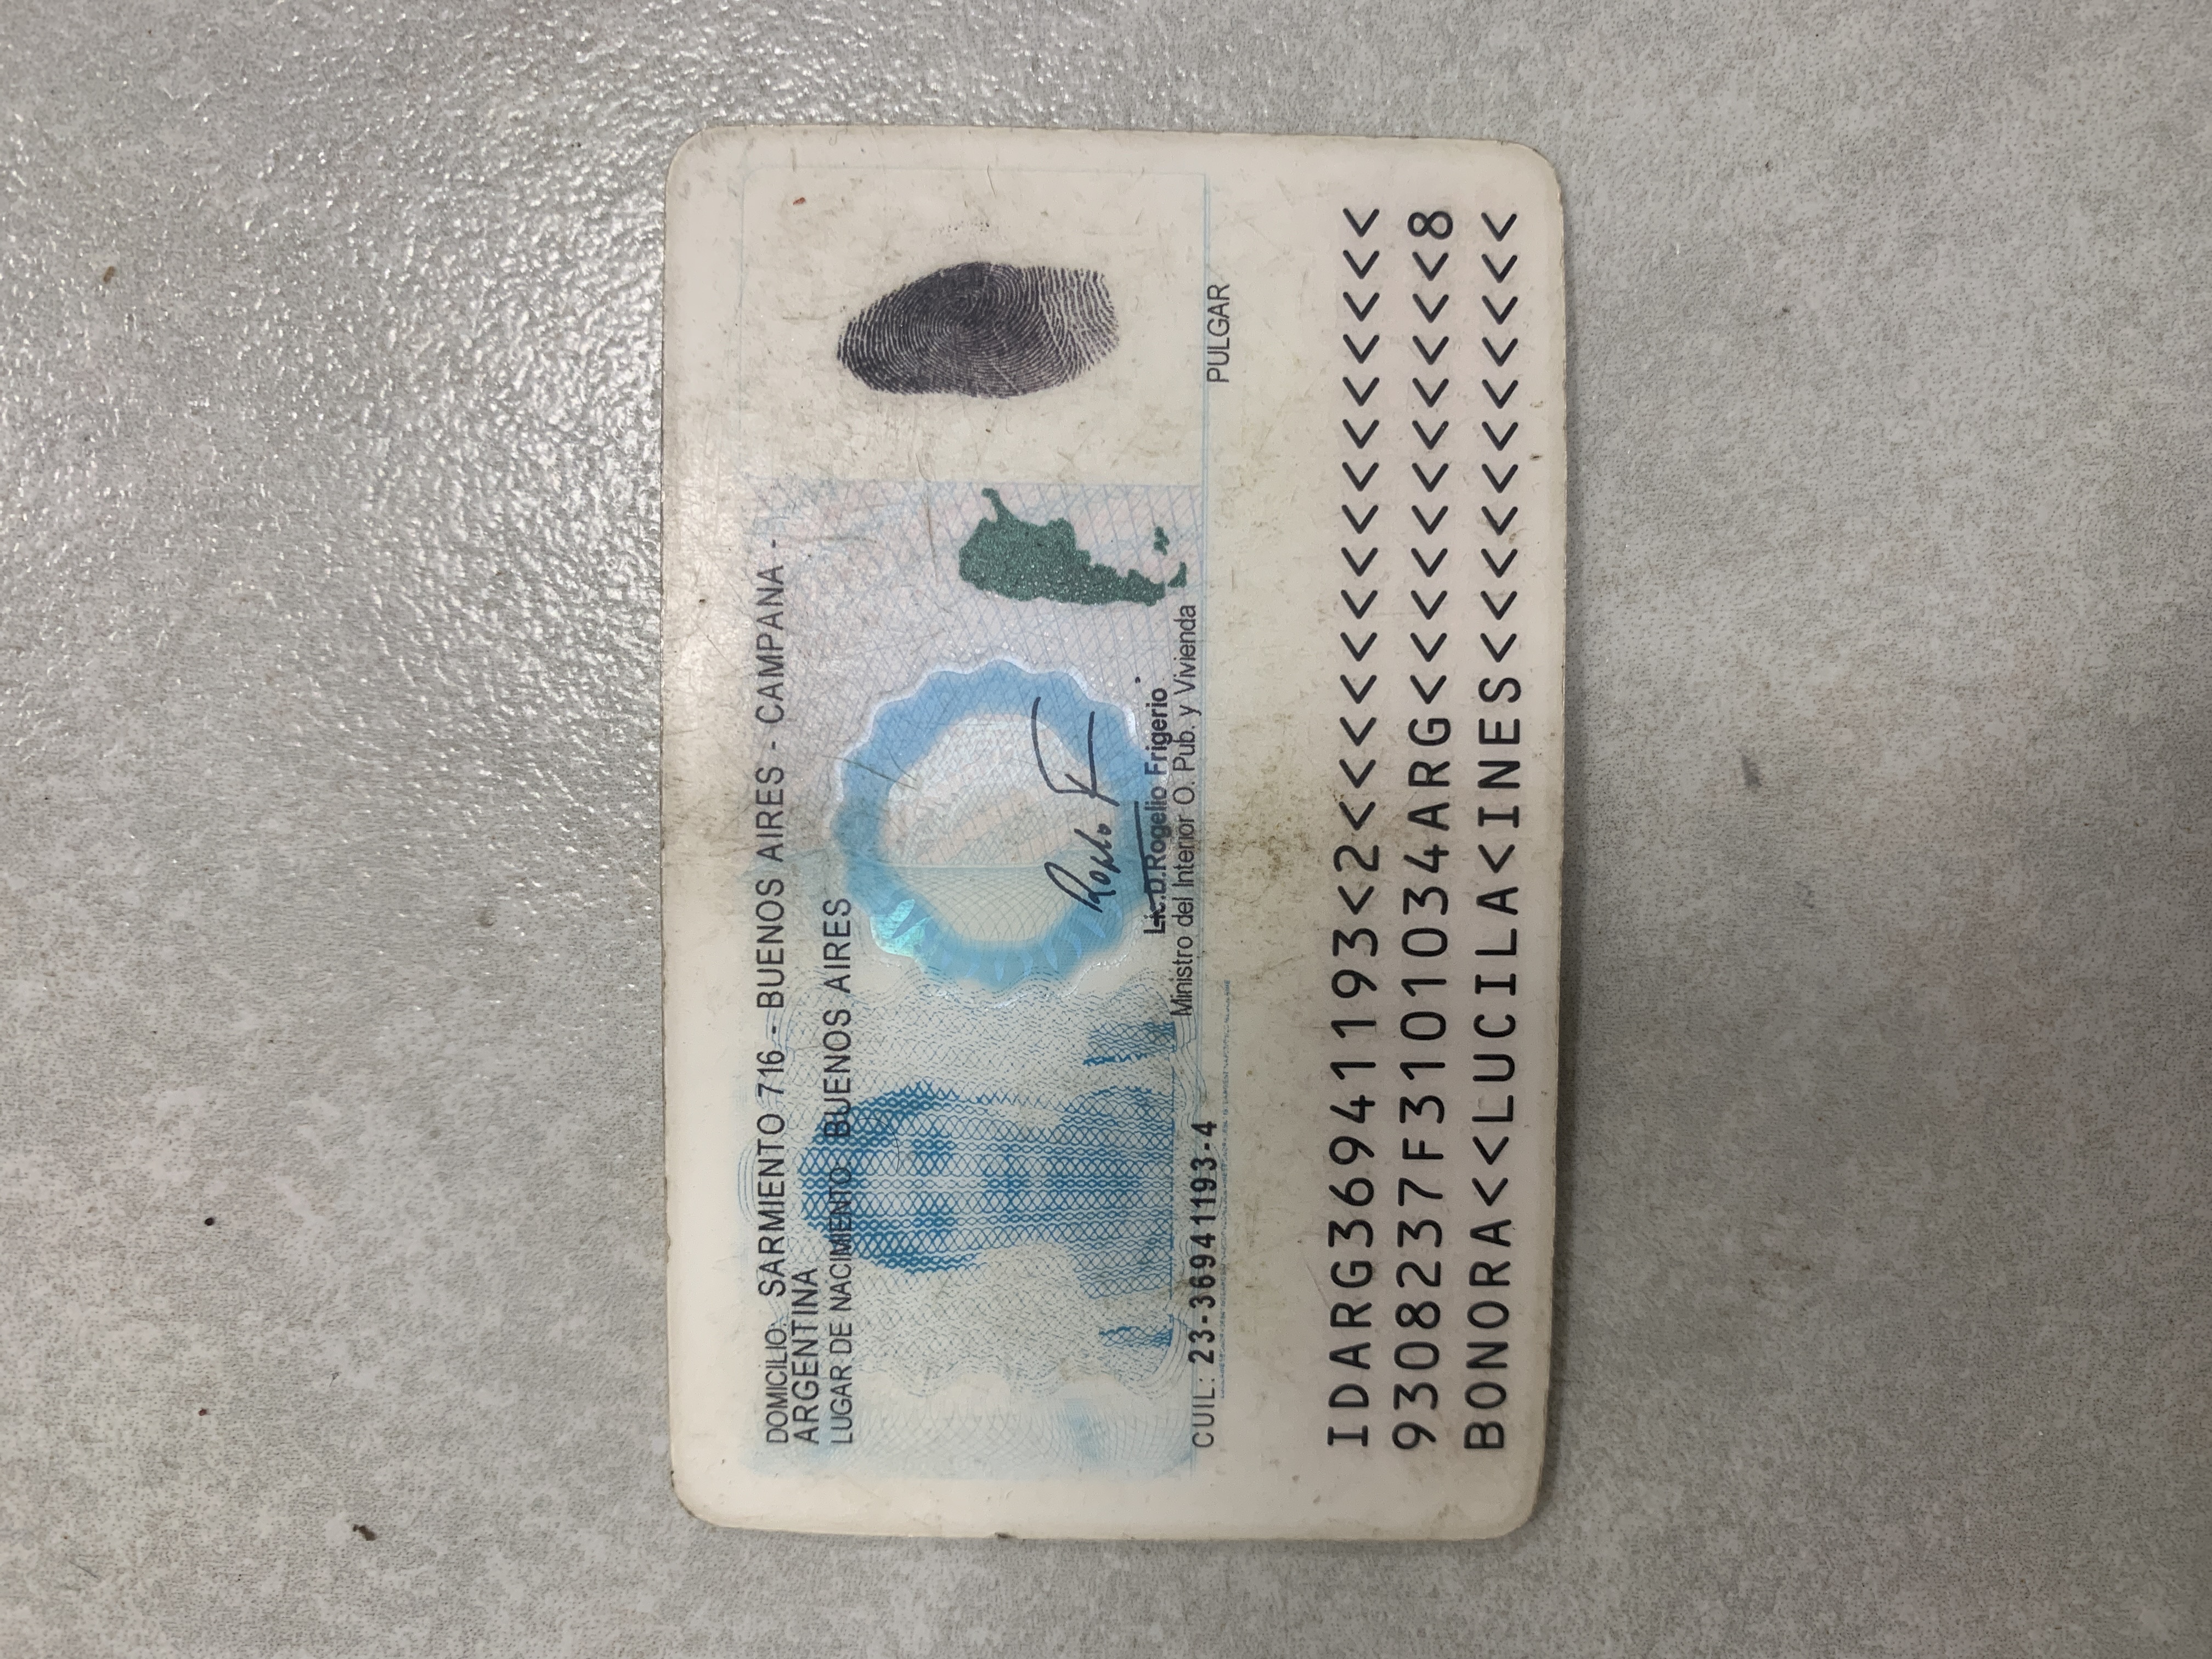 DOMICILIO: SARMIENTO 716 - BUENOS AIRES - CAMPANA -
ARGENTINA
LUGAR DE NACIMIENTO: BUENOS AIRES
Lic.D.Rogelio Frigerio
Ministro del Interior O. Pub. y Vivienda
CUIL: 23-36941193-4
PULGAR
IDARG36941193<2<<<<<<<<<<<<<<<
9308237F3101034ARG<<<<<<<<<<<8
BONORA<<LUCILA<INES<<<<<<<<<<<